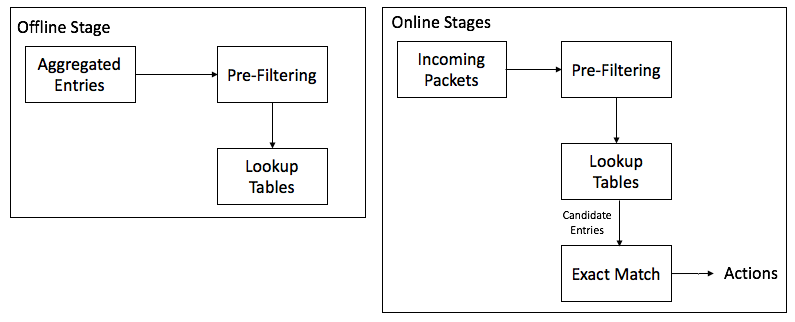 Offline Stage
Aggregated
Entries
Pre-Filtering
Lookup
Tables
Online Stages
Incoming
Packets
Pre-Filtering
Lookup
Tables
Candidate
Entries
Exact Match
Actions